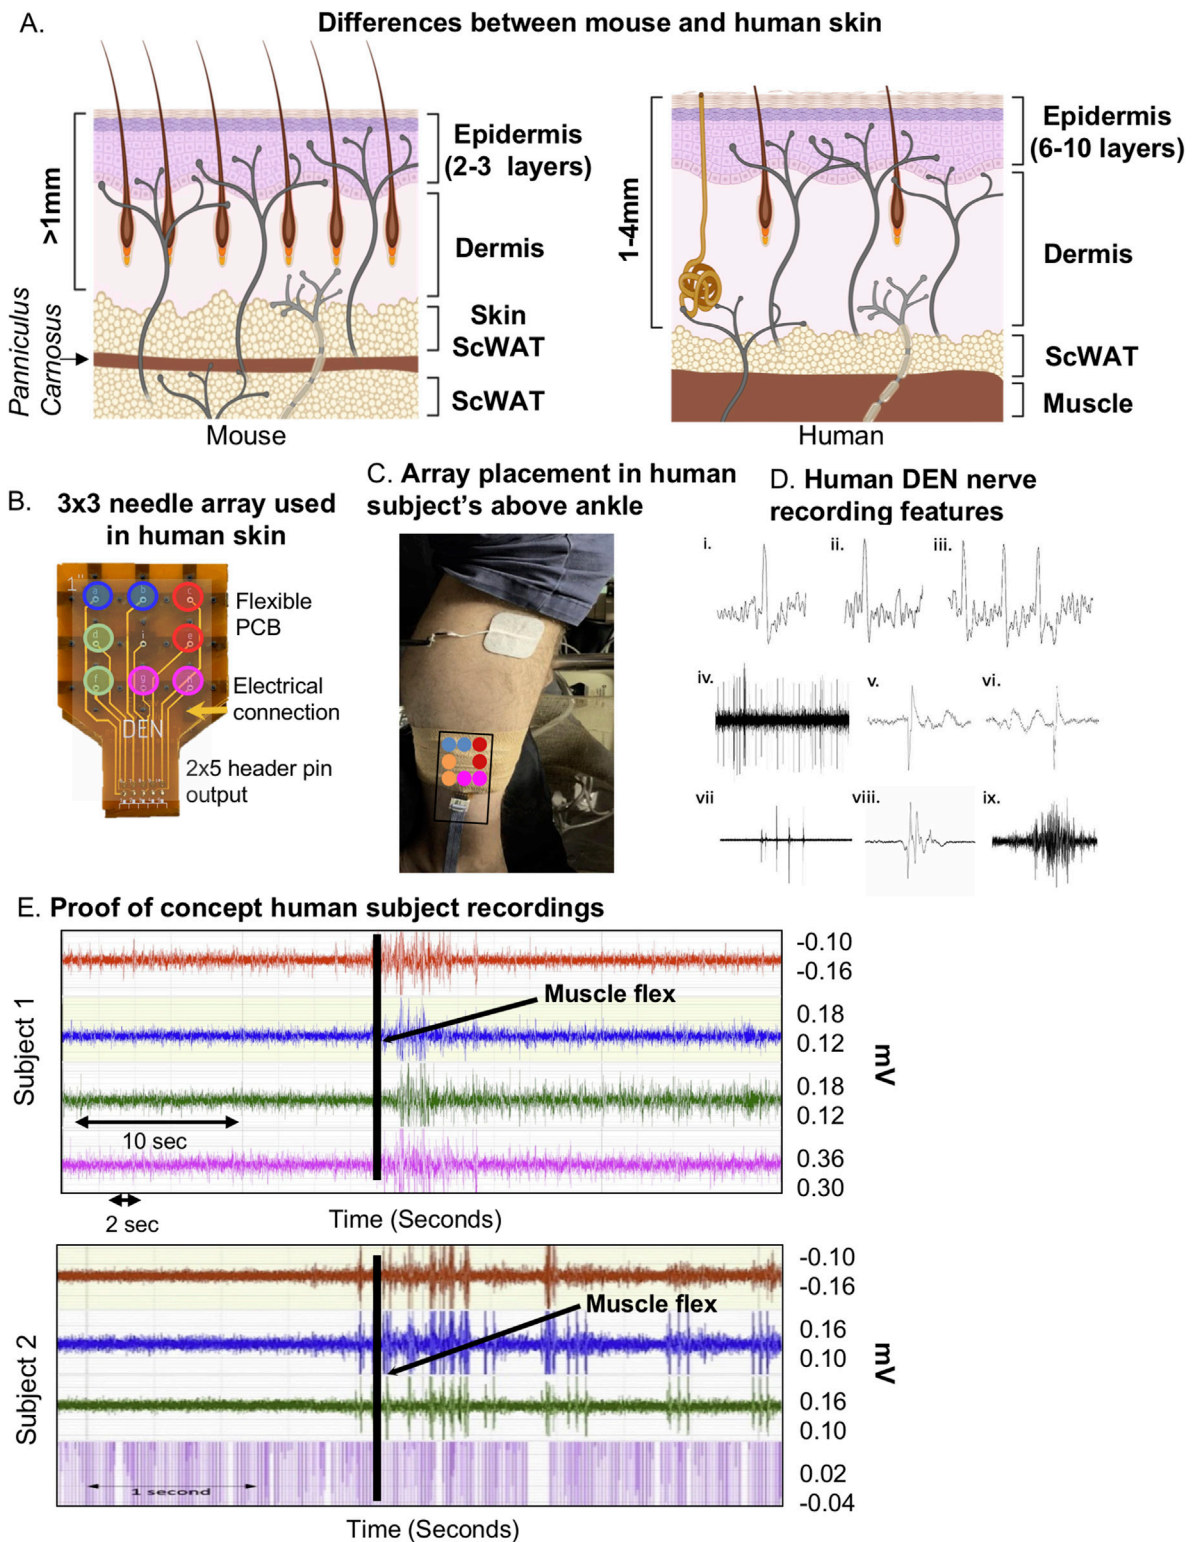 A.
Differences between mouse and human skin
>1mm
Epidermis
(2-3 layers)
Dermis
Skin
ScWAT
ScWAT
Panniculus
Carnosus
Mouse
1-4mm
Epidermis
(6-10 layers)
Dermis
ScWAT
Muscle
Human
B. 3x3 needle array used
in human skin
1"
a
b
c
d
i
e
f
g
h
DEN
Flexible
PCB
Electrical
connection
2x5 header pin
output
C. Array placement in human
subject's above ankle
D. Human DEN nerve
recording features
i.
ii.
iii.
iv.
v.
vi.
vii
viii.
ix.
E. Proof of concept human subject recordings
Subject 1
Muscle flex
10 sec
2 sec
Time (Seconds)
-0.10
-0.16
0.18
0.12
0.18
0.12
0.36
0.30
mV
Subject 2
Muscle flex
1 second
Time (Seconds)
-0.10
-0.16
0.16
0.10
0.16
0.10
0.02
-0.04
mV